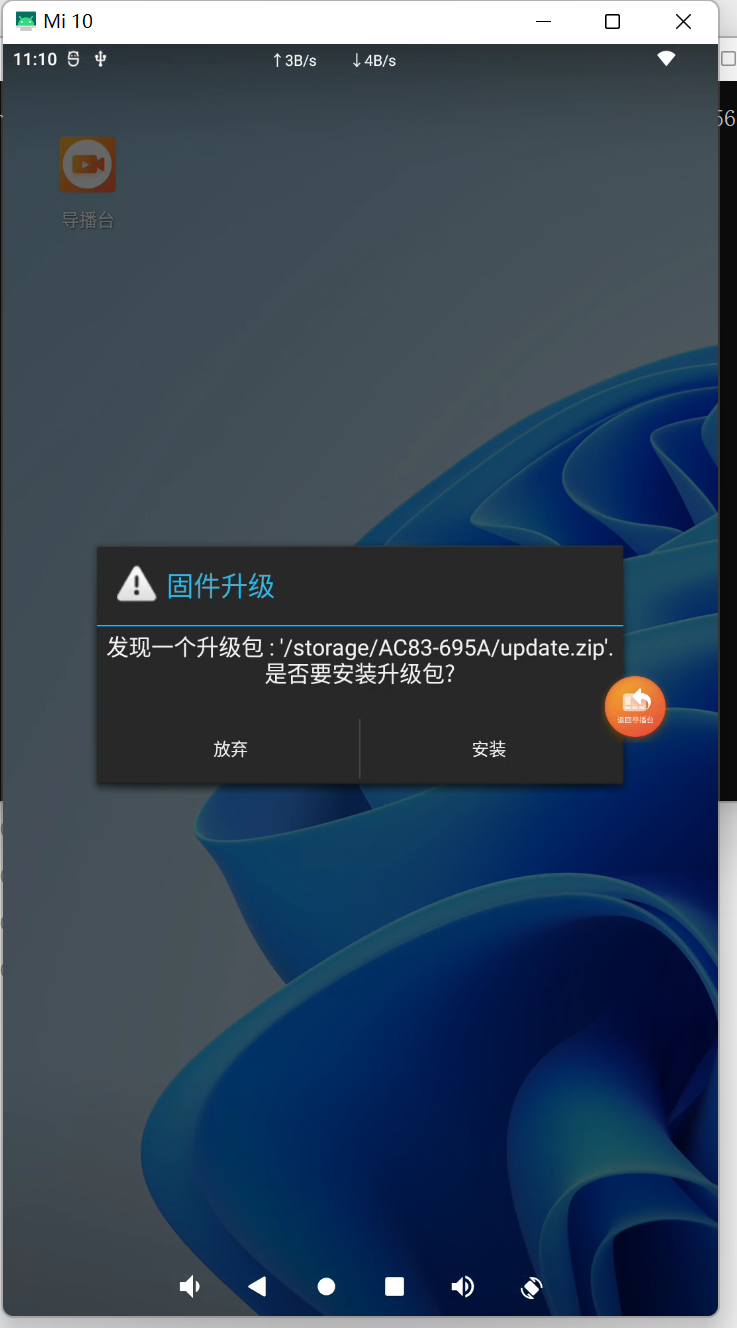 Mi 10
11:10
↑3B/s
↓4B/s
56
导播台
固件升级
发现一个升级包 : '/storage/AC83-695A/update.zip'.
是否要安装升级包?
返回导播台
放弃
安装